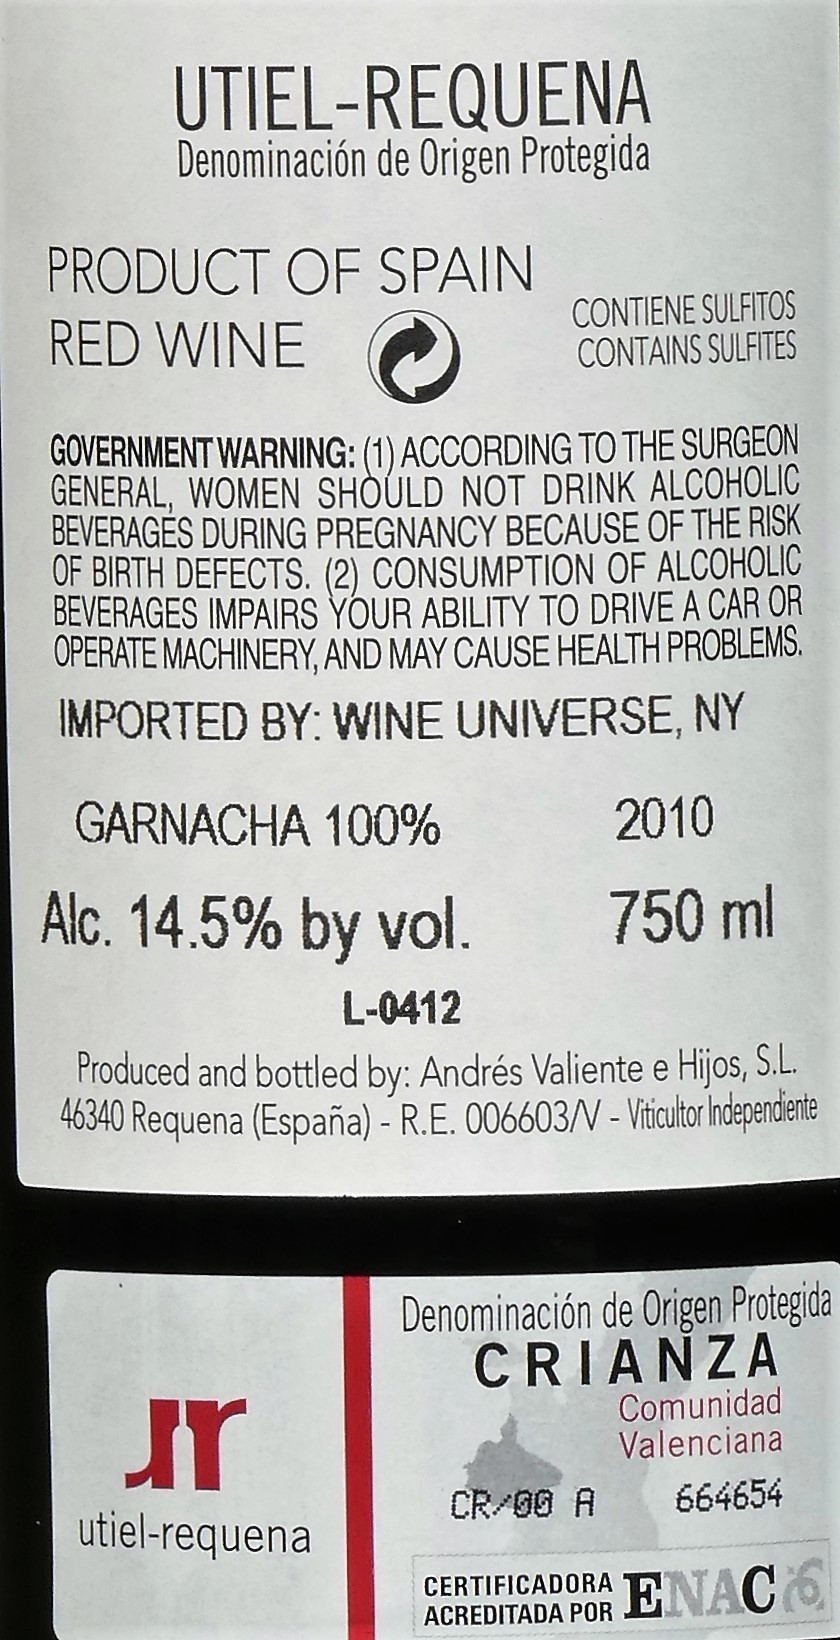 UTIEL-REQUENA
Denominación de Origen Protegida
PRODUCT OF SPAIN
RED WINE
CONTIENE SULFITOS
CONTAINS SULFITES
GOVERNMENT WARNING: (1) ACCORDING TO THE SURGEON
GENERAL, WOMEN SHOULD NOT DRINK ALCOHOLIC
BEVERAGES DURING PREGNANCY BECAUSE OF THE RISK
OF BIRTH DEFECTS. (2) CONSUMPTION OF ALCOHOLIC
BEVERAGES IMPAIRS YOUR ABILITY TO DRIVE A CAR OR
OPERATE MACHINERY, AND MAY CAUSE HEALTH PROBLEMS.
IMPORTED BY: WINE UNIVERSE, NY
GARNACHA 100% 2010
Alc. 14.5% by vol. 750 ml
L-0412
Produced and bottled by: Andrés Valiente e Hijos, S.L.
46340 Requena (España) - R.E. 006603/V - Viticultor Independiente
utiel-requena
Denominación de Origen Protegida
CRIANZA
Comunidad
Valenciana
CR/00 A 664654
CERTIFICADORA
ACREDITADA POR
ENAC